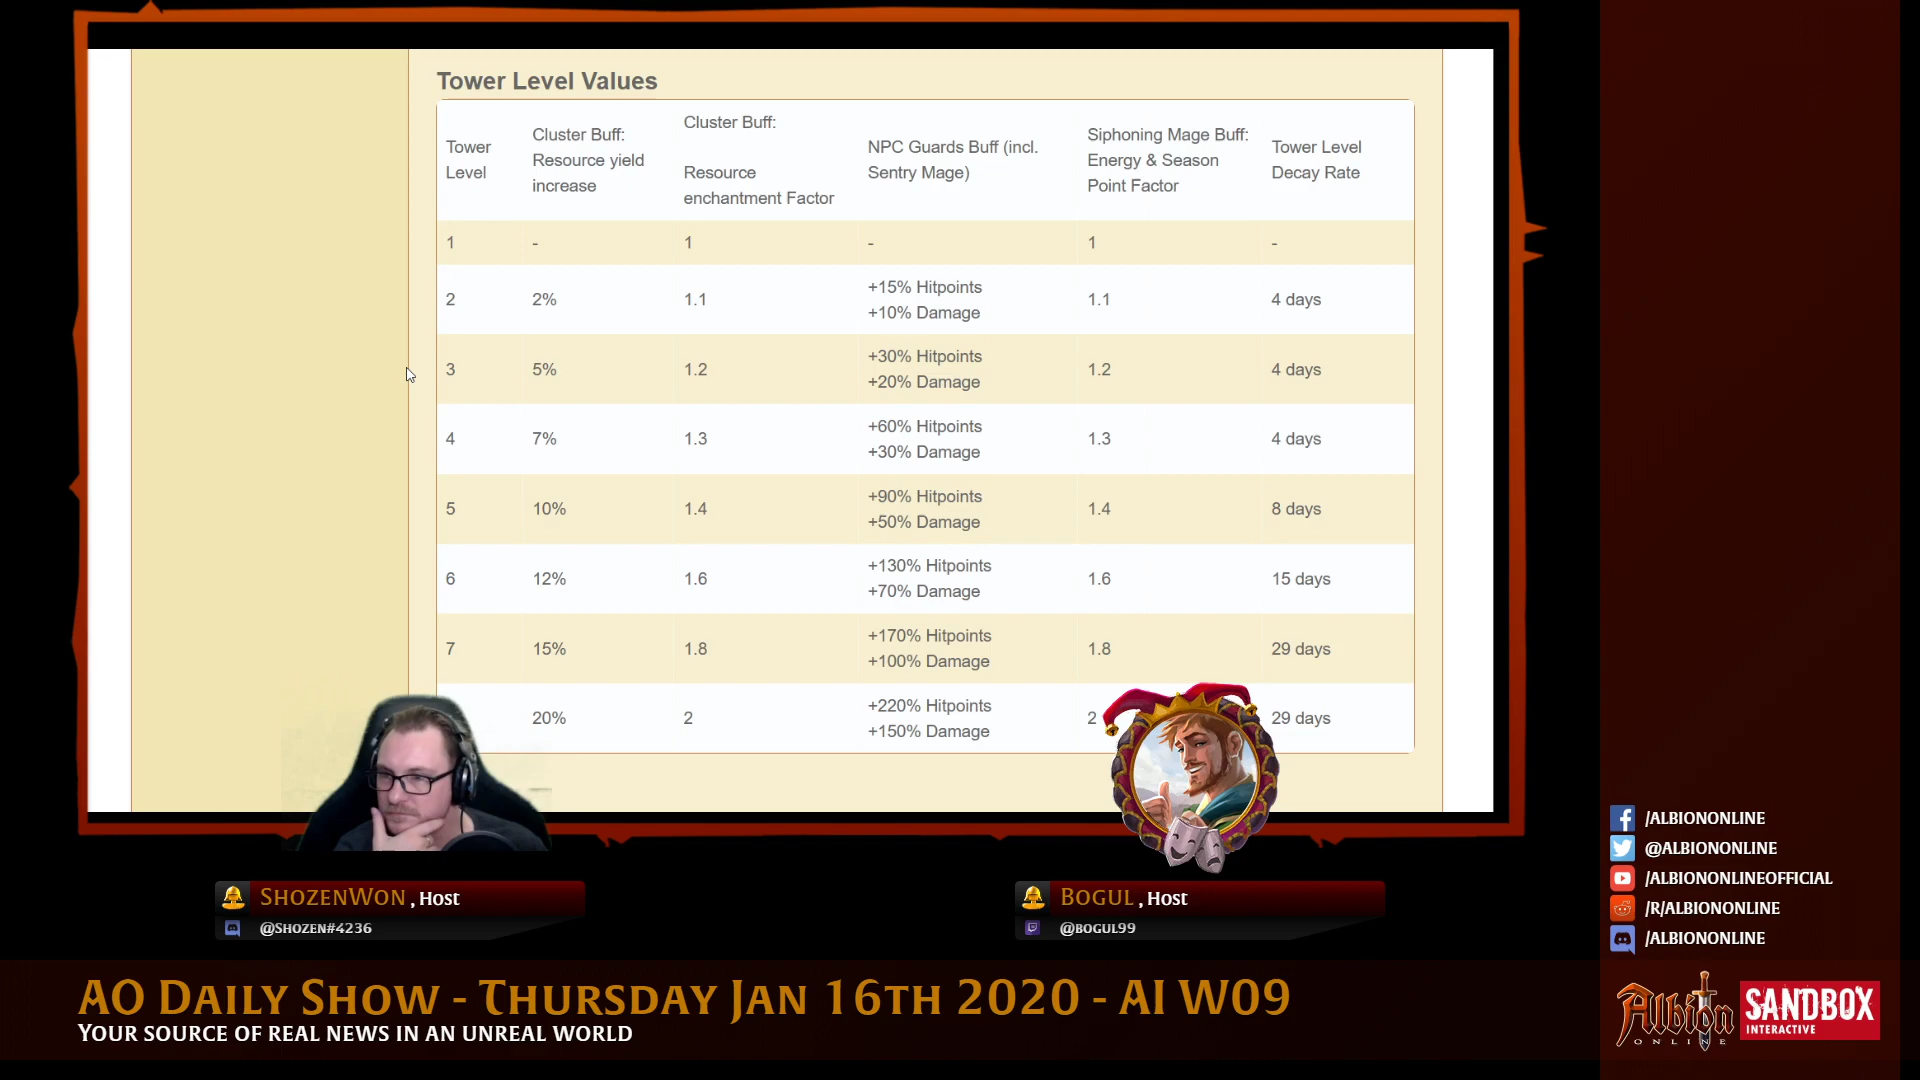 Tower Level Values
Tower Level
Cluster Buff: Resource yield increase
Cluster Buff: Resource enchantment Factor
NPC Guards Buff (incl. Sentry Mage)
Siphoning Mage Buff: Energy & Season Point Factor
Tower Level Decay Rate
1 - 1 - 1 -
2 2% 1.1 +15% Hitpoints +10% Damage 1.1 4 days
3 5% 1.2 +30% Hitpoints +20% Damage 1.2 4 days
4 7% 1.3 +60% Hitpoints +30% Damage 1.3 4 days
5 10% 1.4 +90% Hitpoints +50% Damage 1.4 8 days
6 12% 1.6 +130% Hitpoints +70% Damage 1.6 15 days
7 15% 1.8 +170% Hitpoints +100% Damage 1.8 29 days
20% 2 +220% Hitpoints +150% Damage 2 29 days
ShozenWon, Host
@Shozen#4236
Bogul, Host
@bogul99
/ALBIONONLINE
@ALBIONONLINE
/ALBIONONLINEOFFICIAL
/R/ALBIONONLINE
/ALBIONONLINE
AO Daily Show - Thursday Jan 16th 2020 - AI W09
Your source of real news in an unreal world
Albion
ONLINE
SANDBOX
INTERACTIVE